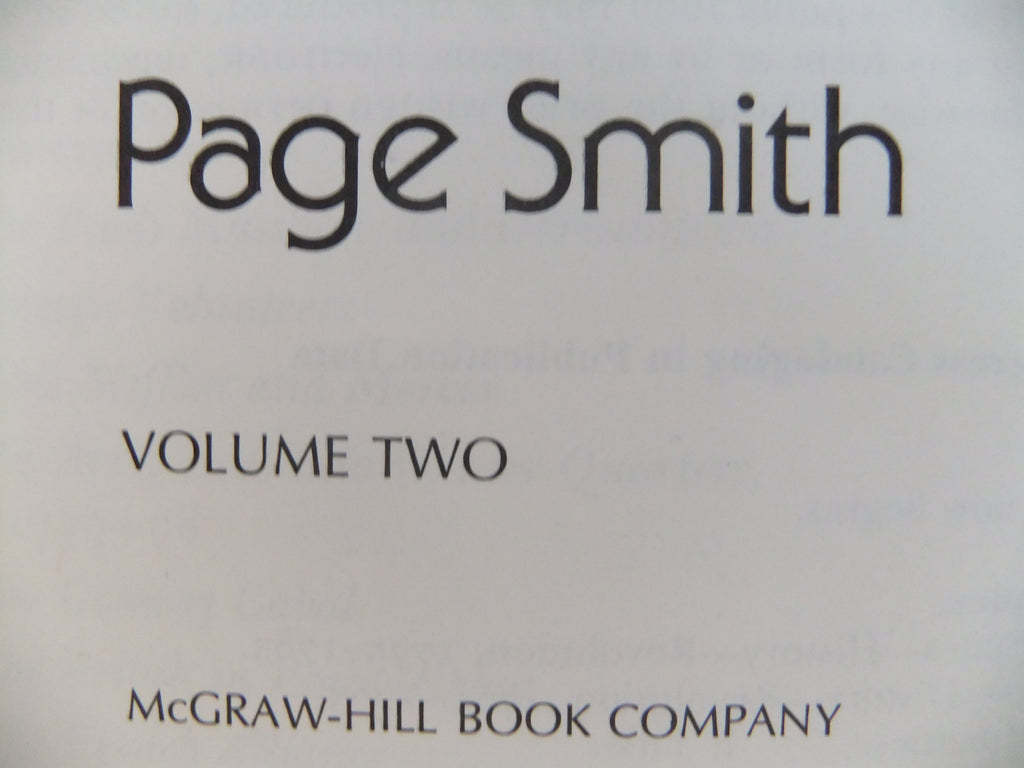 Page Smith
VOLUME TWO
McGRAW-HILL BOOK COMPANY